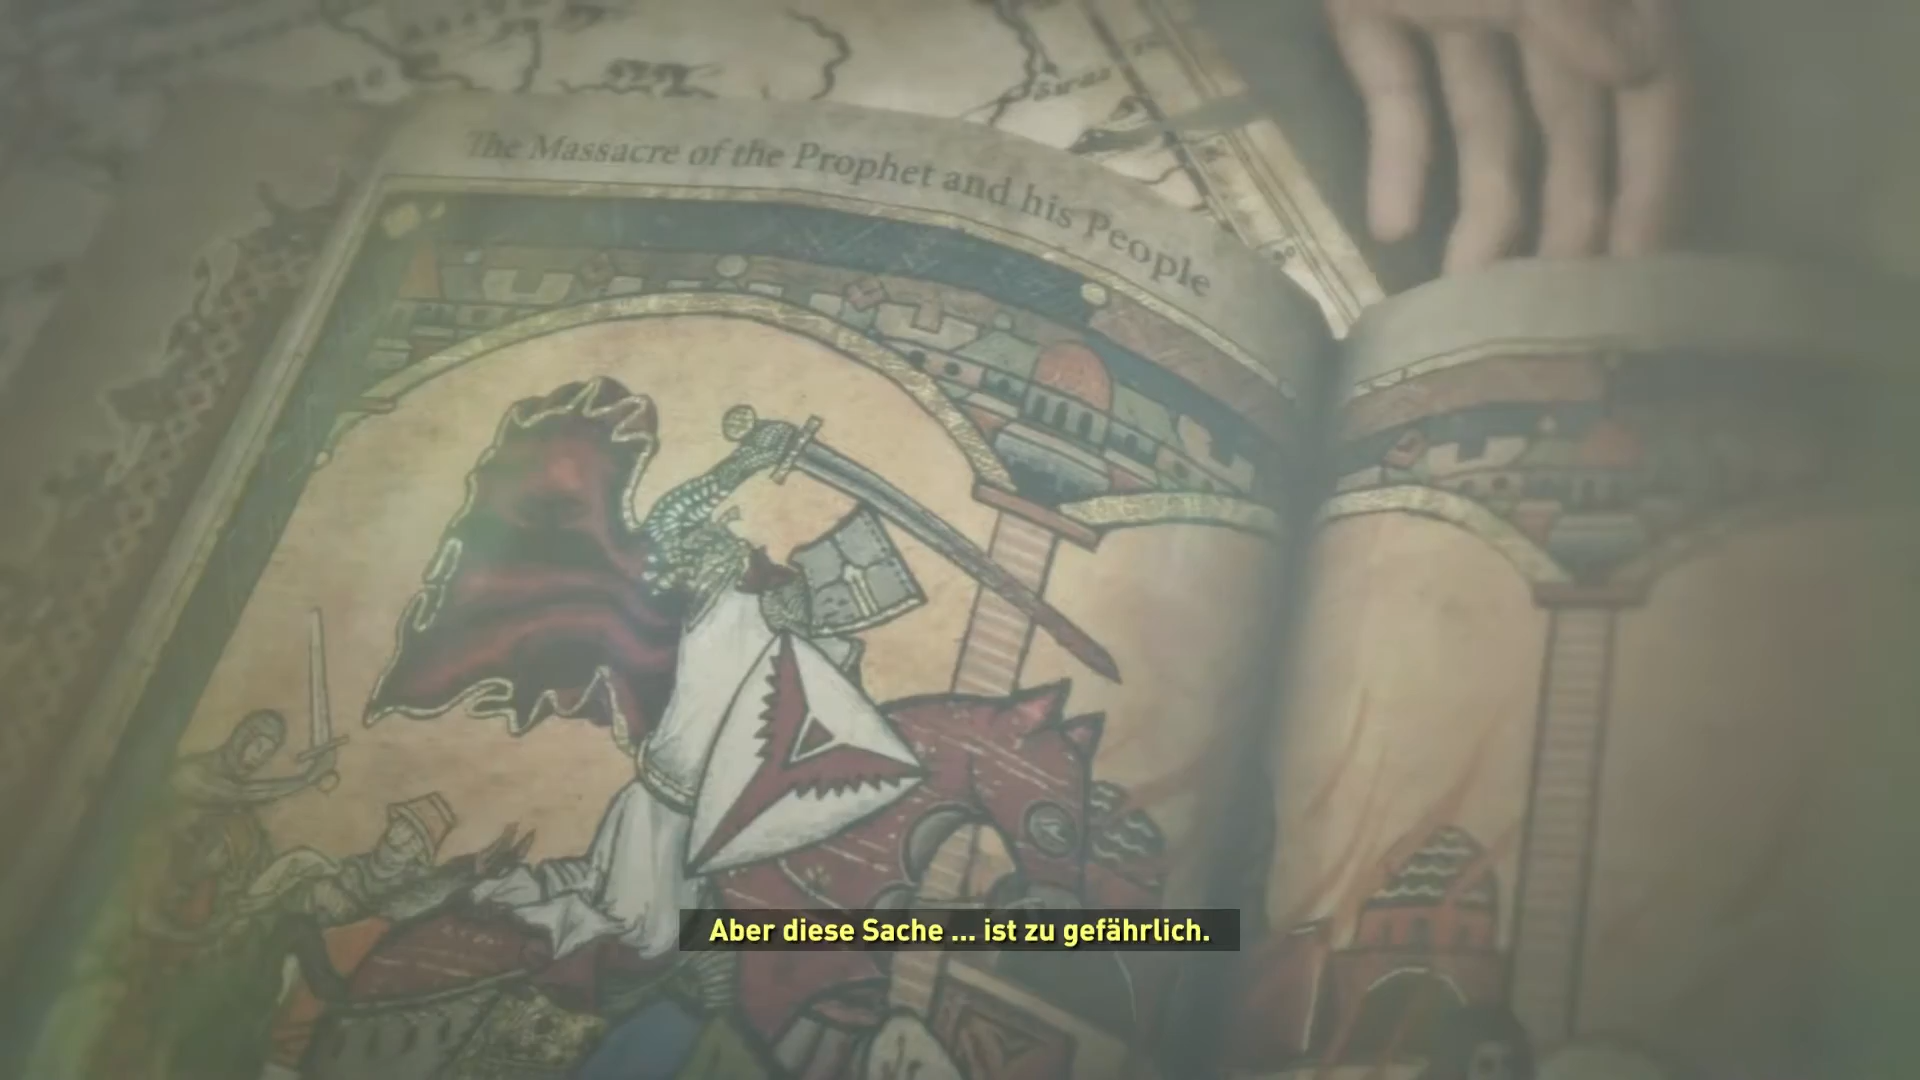 The Massacre of the Prophet and his People
Aber diese Sache ... ist zu gefährlich.